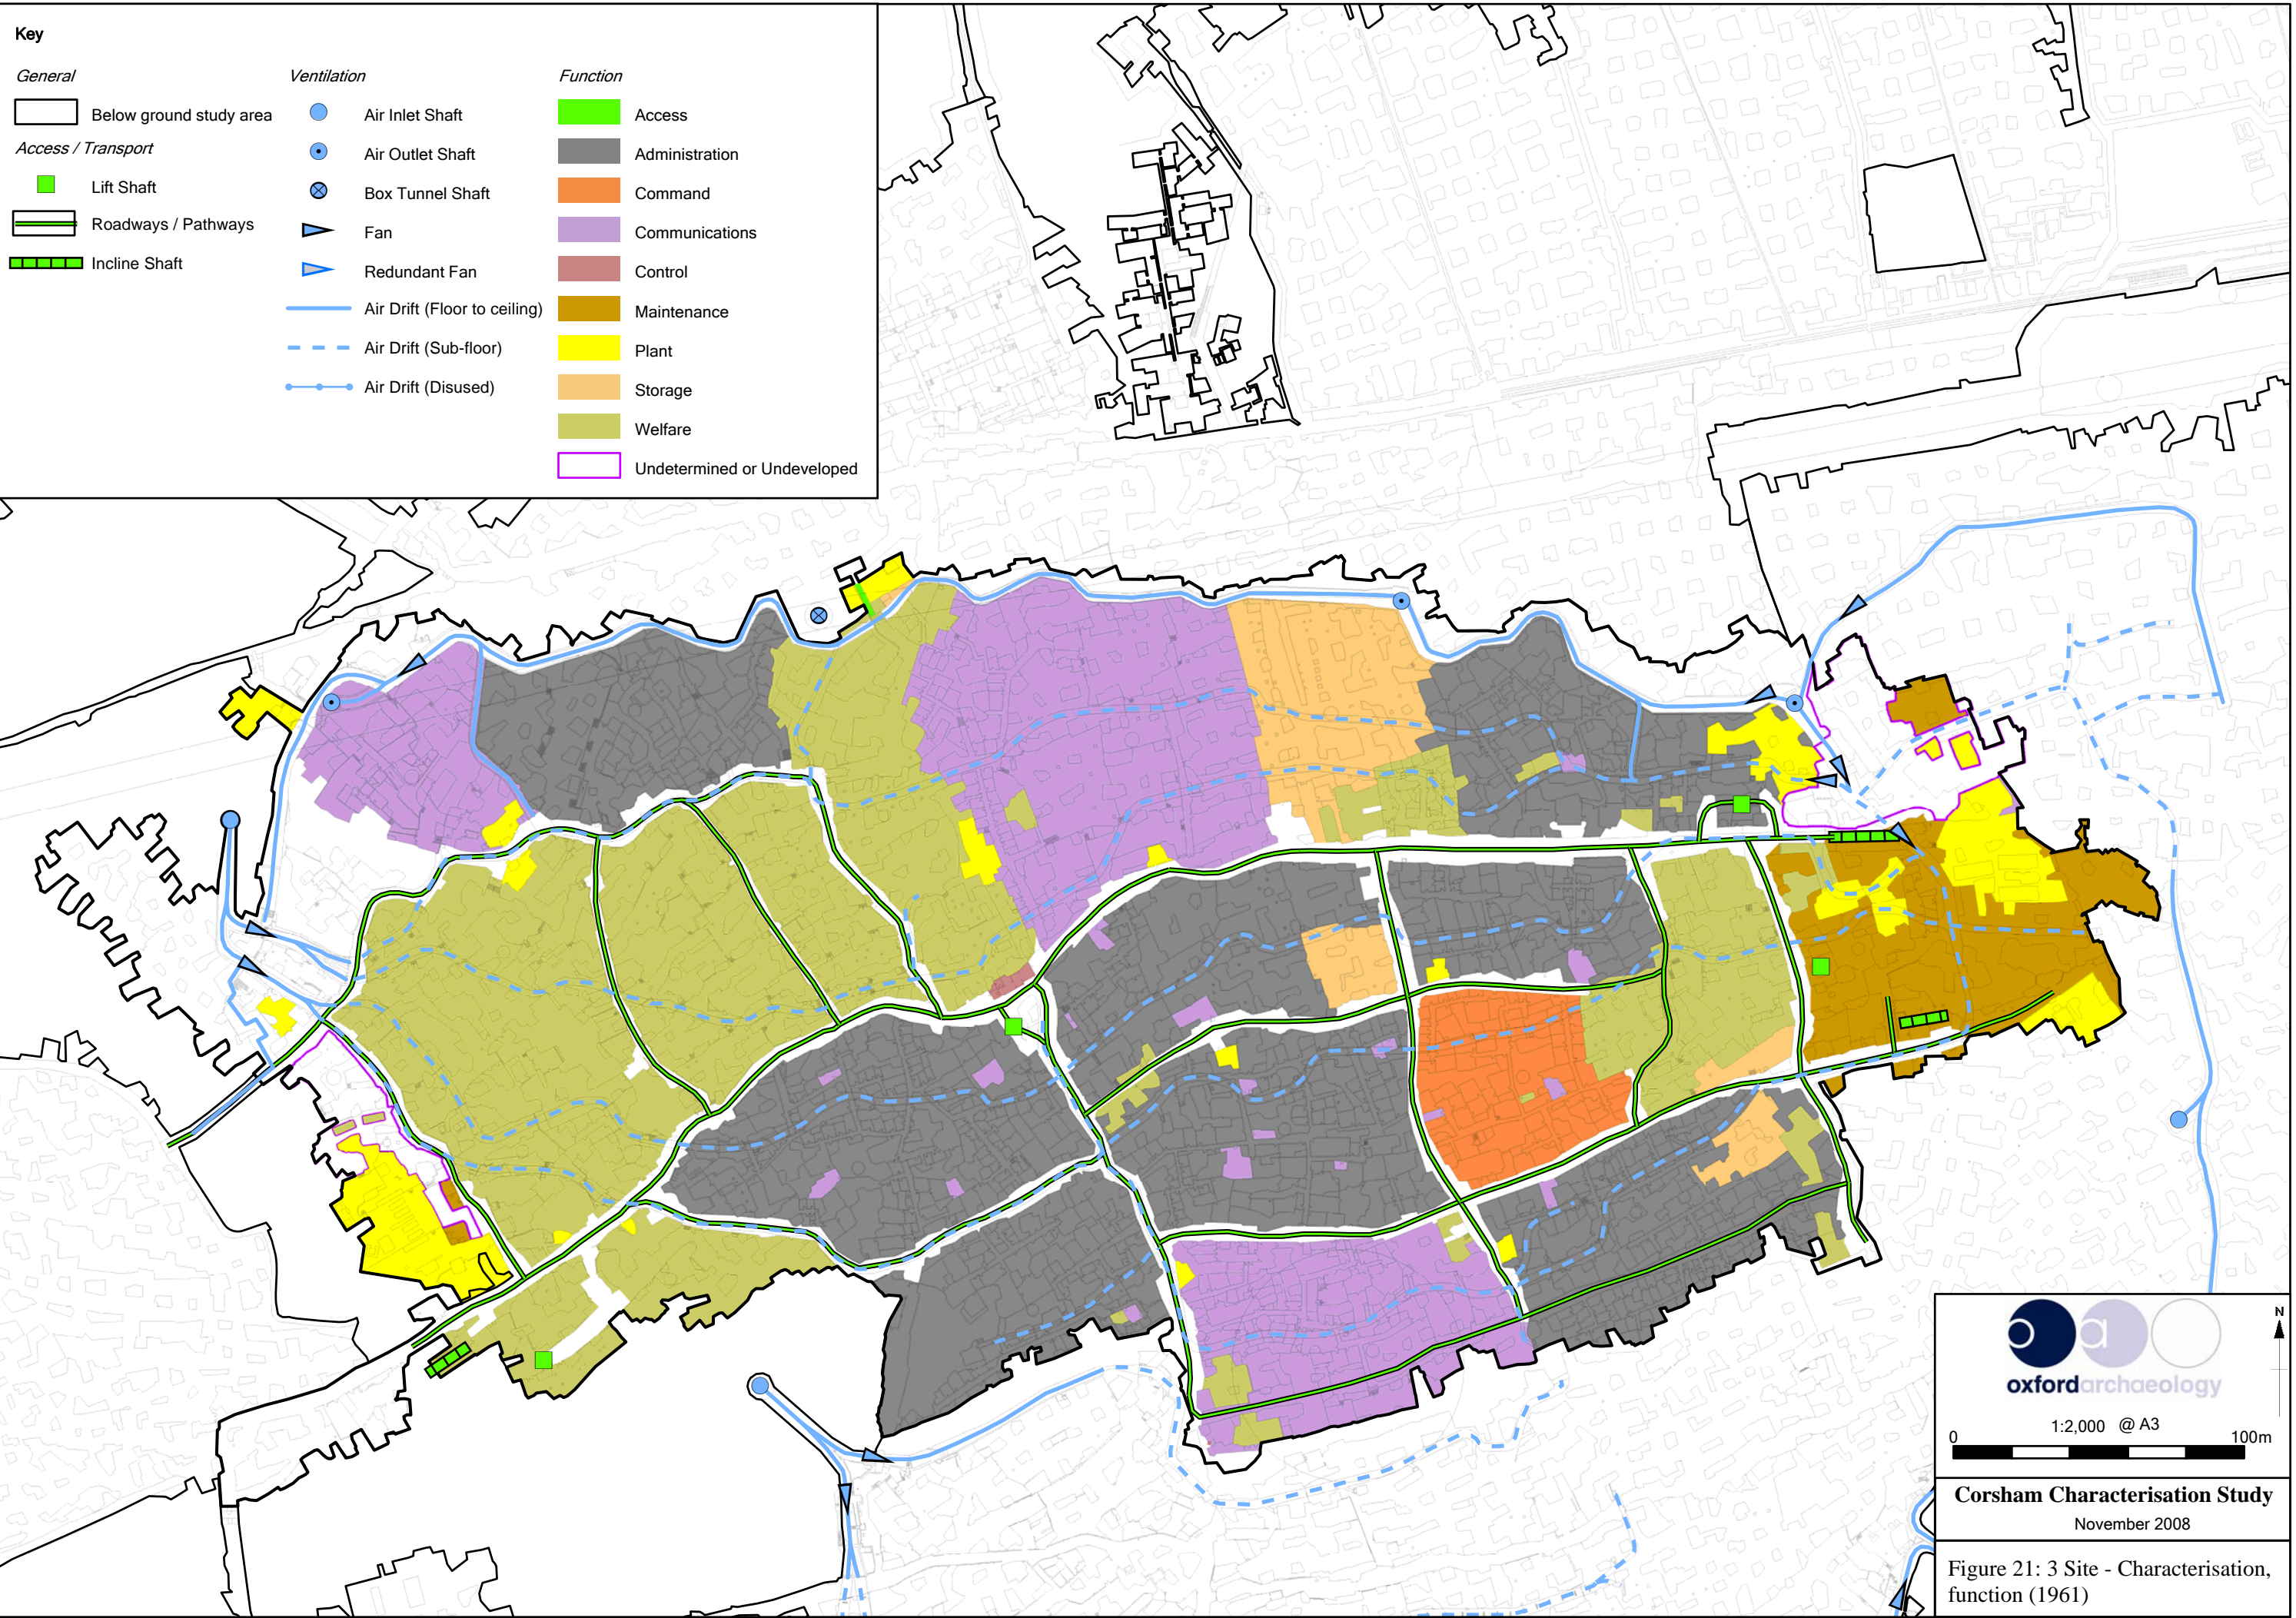 Key
General
Below ground study area
Access / Transport
Lift Shaft
Roadways / Pathways
Incline Shaft
Ventilation
Air Inlet Shaft
Air Outlet Shaft
Box Tunnel Shaft
Fan
Redundant Fan
Air Drift (Floor to ceiling)
Air Drift (Sub-floor)
Air Drift (Disused)
Function
Access
Administration
Command
Communications
Control
Maintenance
Plant
Storage
Welfare
Undetermined or Undeveloped
N
oa
oxfordarchaeology
1:2,000 @ A3
0 100m
Corsham Characterisation Study
November 2008
Figure 21: 3 Site - Characterisation,
function (1961)